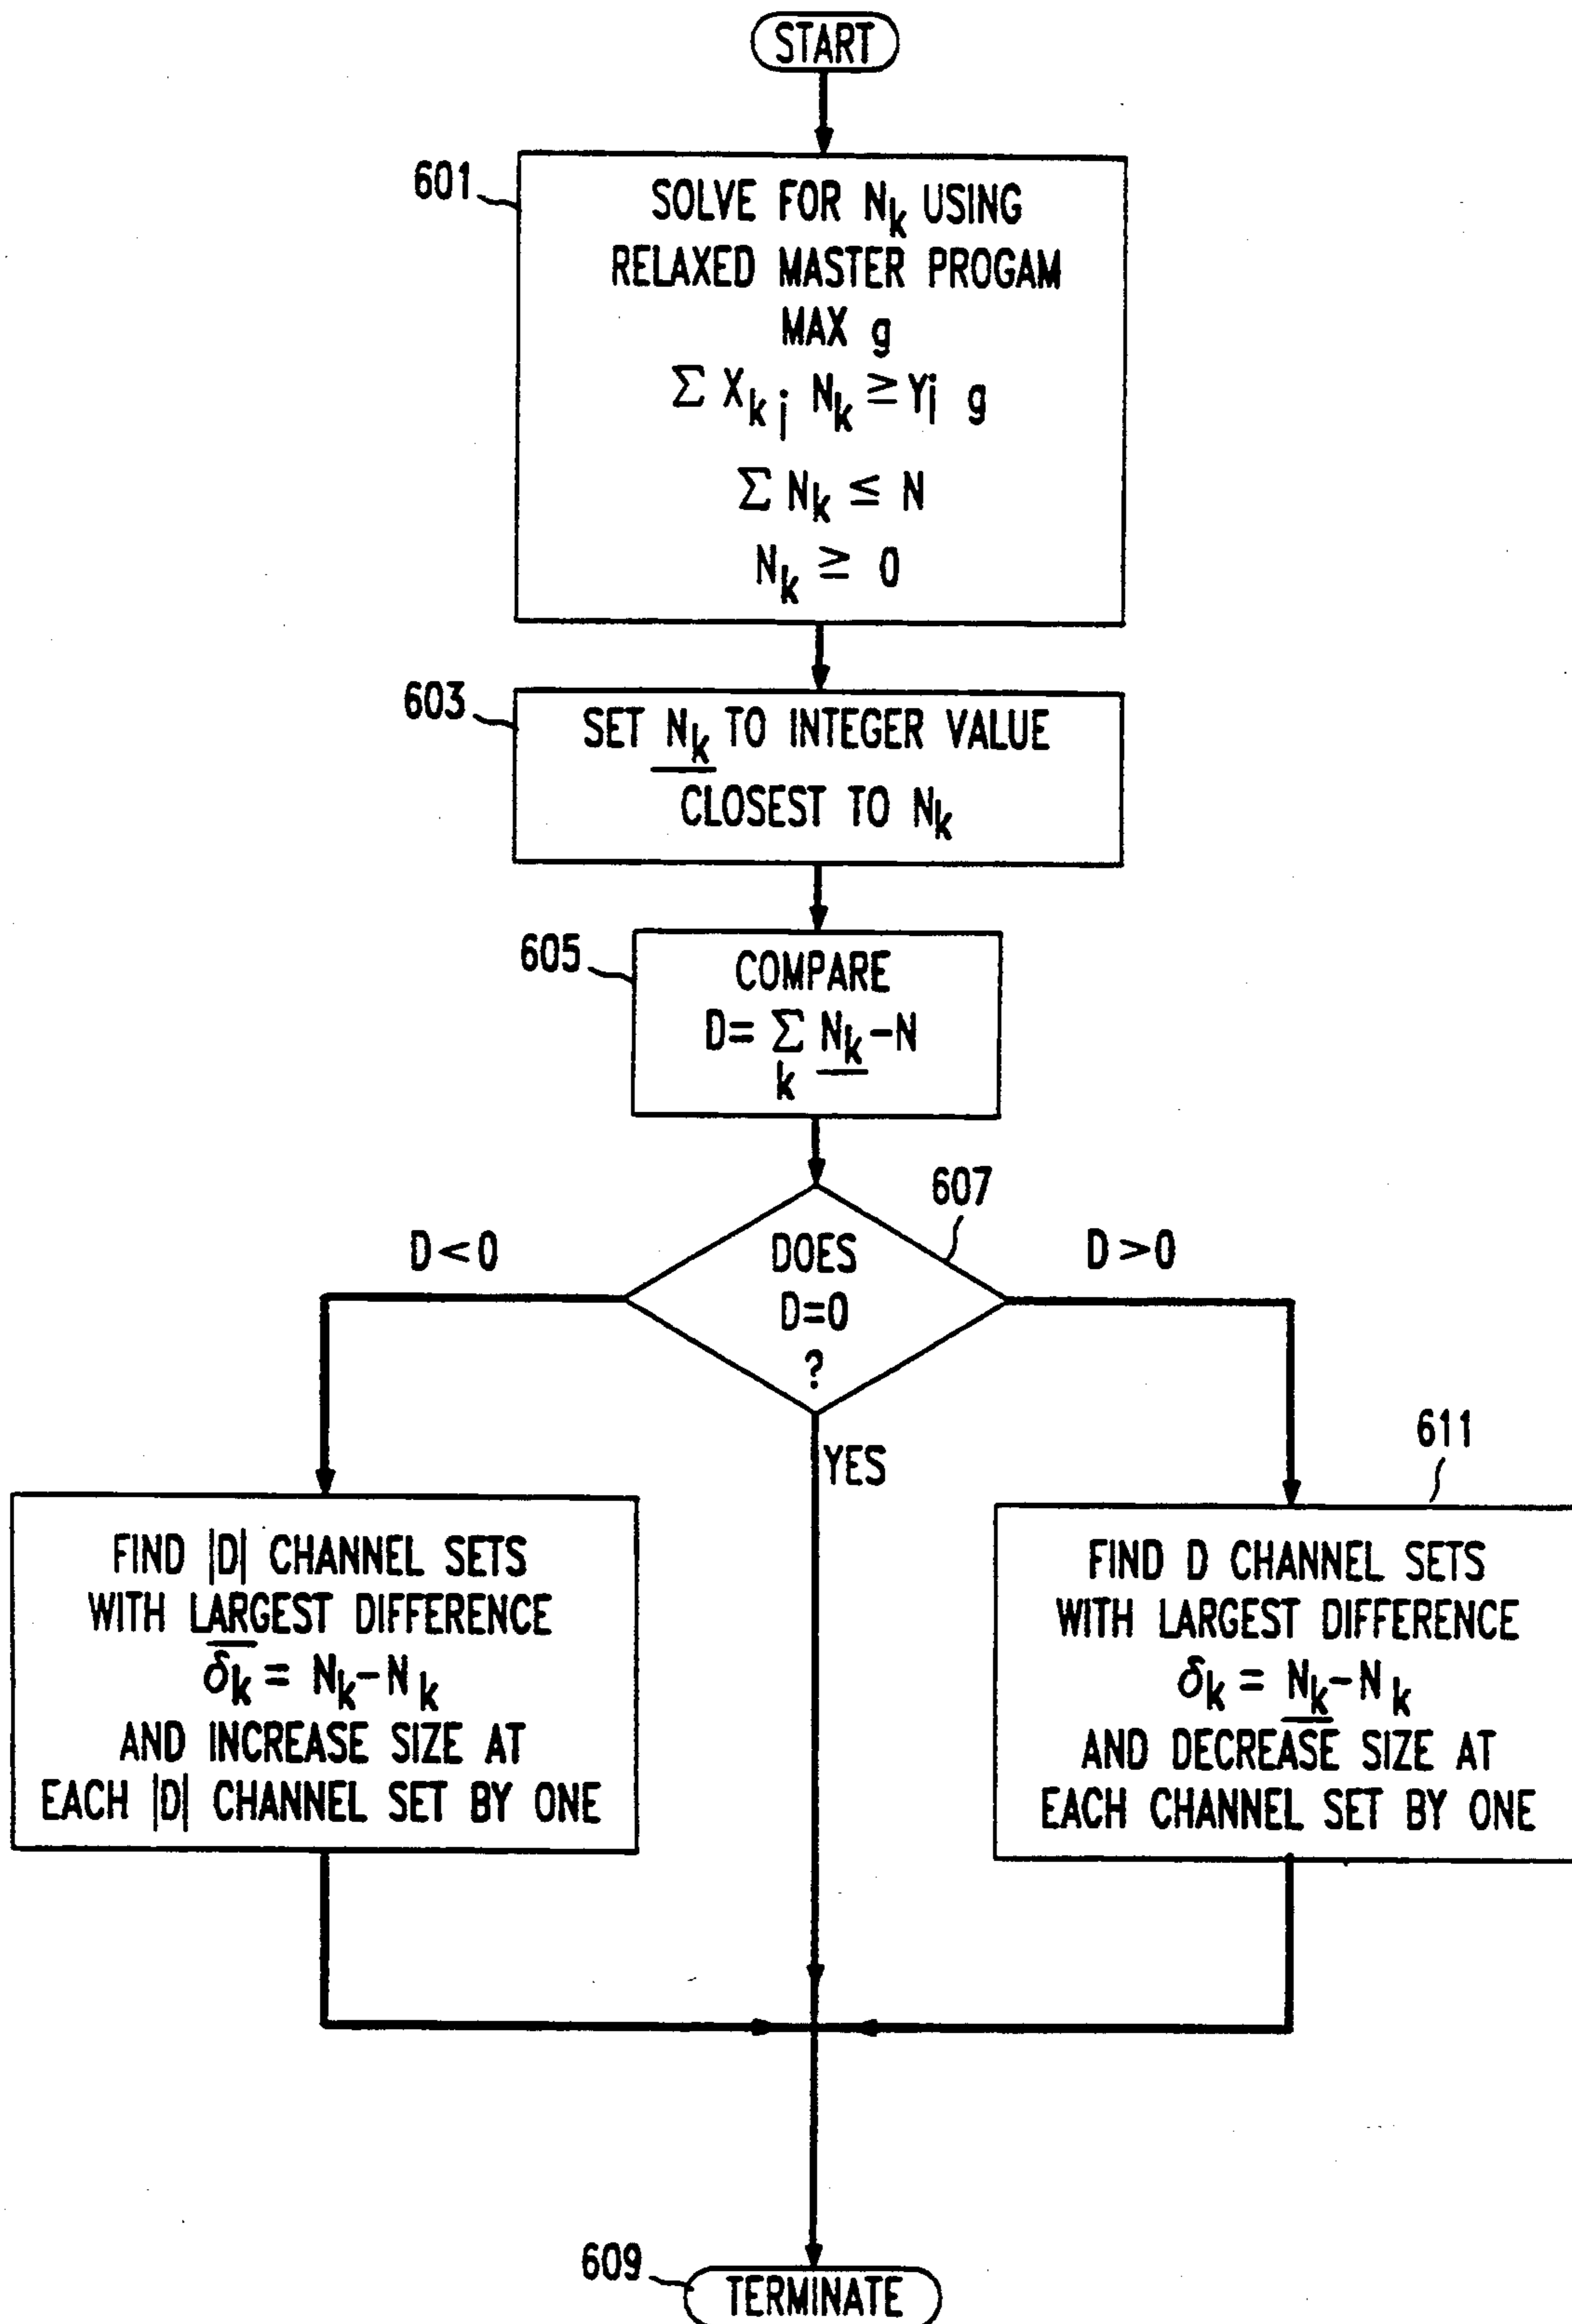 START
601
SOLVE FOR Nk USING
RELAXED MASTER PROGAM
MAX g
Σ Xkj Nk ≥ Yj g
Σ Nk ≤ N
Nk ≥ 0
603
SET Nk TO INTEGER VALUE
CLOSEST TO Nk
605
COMPARE
D= Σ Nk -N
k
607
D<0
DOES
D=0
?
D>0
YES
611
FIND |D| CHANNEL SETS
WITH LARGEST DIFFERENCE
δk = Nk - Nk
AND INCREASE SIZE AT
EACH |D| CHANNEL SET BY ONE
FIND D CHANNEL SETS
WITH LARGEST DIFFERENCE
δk = Nk - Nk
AND DECREASE SIZE AT
EACH CHANNEL SET BY ONE
609
TERMINATE